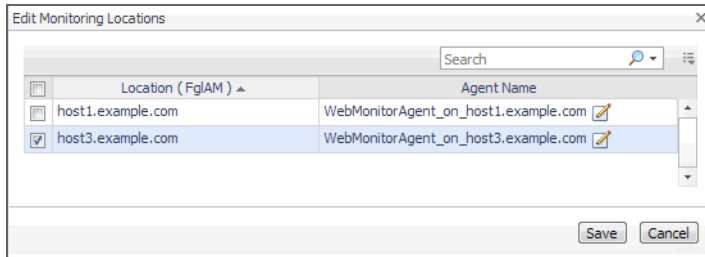 Edit Monitoring Locations
Search
Location ( FglAM ) Agent Name
host1.example.com WebMonitorAgent_on_host1.example.com
host3.example.com WebMonitorAgent_on_host3.example.com
Save Cancel